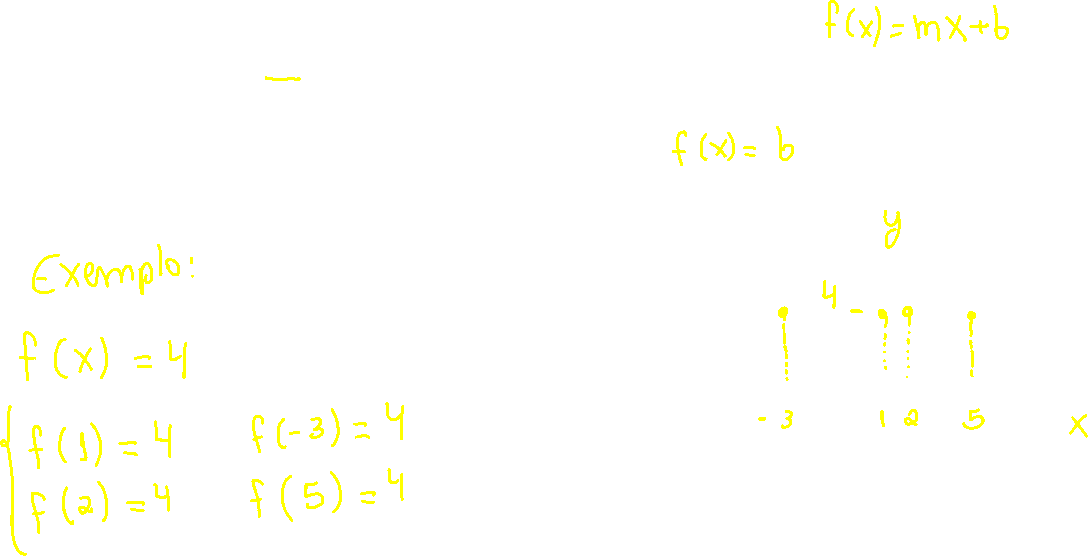 f(x)=mx+b
f(x)= b
Exemplo:
f(x) = 4
f(1) = 4 f(-3) = 4
f(2) = 4 f(5) = 4
y
4
-3 1 2 5 x